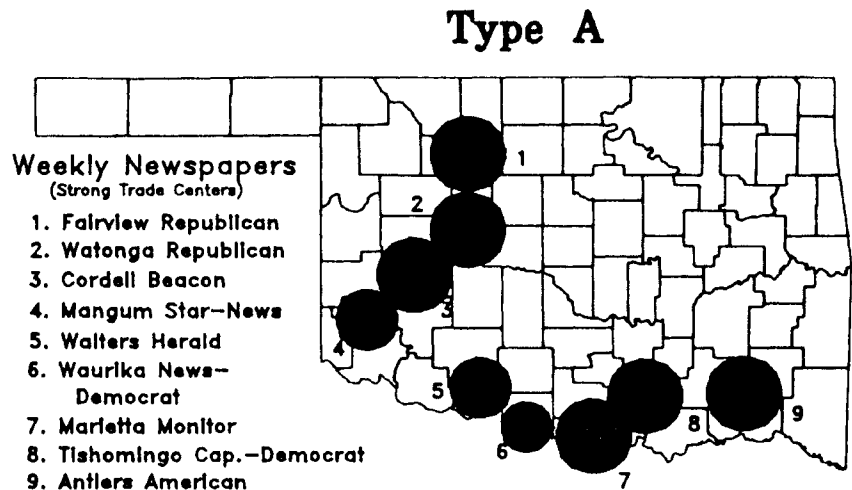 Type A
Weekly Newspapers
(Strong Trade Centers)
1. Fairview Republican
2. Watonga Republican
3. Cordell Beacon
4. Mangum Star-News
5. Walters Herald
6. Waurika News-
Democrat
7. Marietta Monitor
8. Tishomingo Cap.-Democrat
9. Antlers American
1
2
3
4
5
6
7
8
9